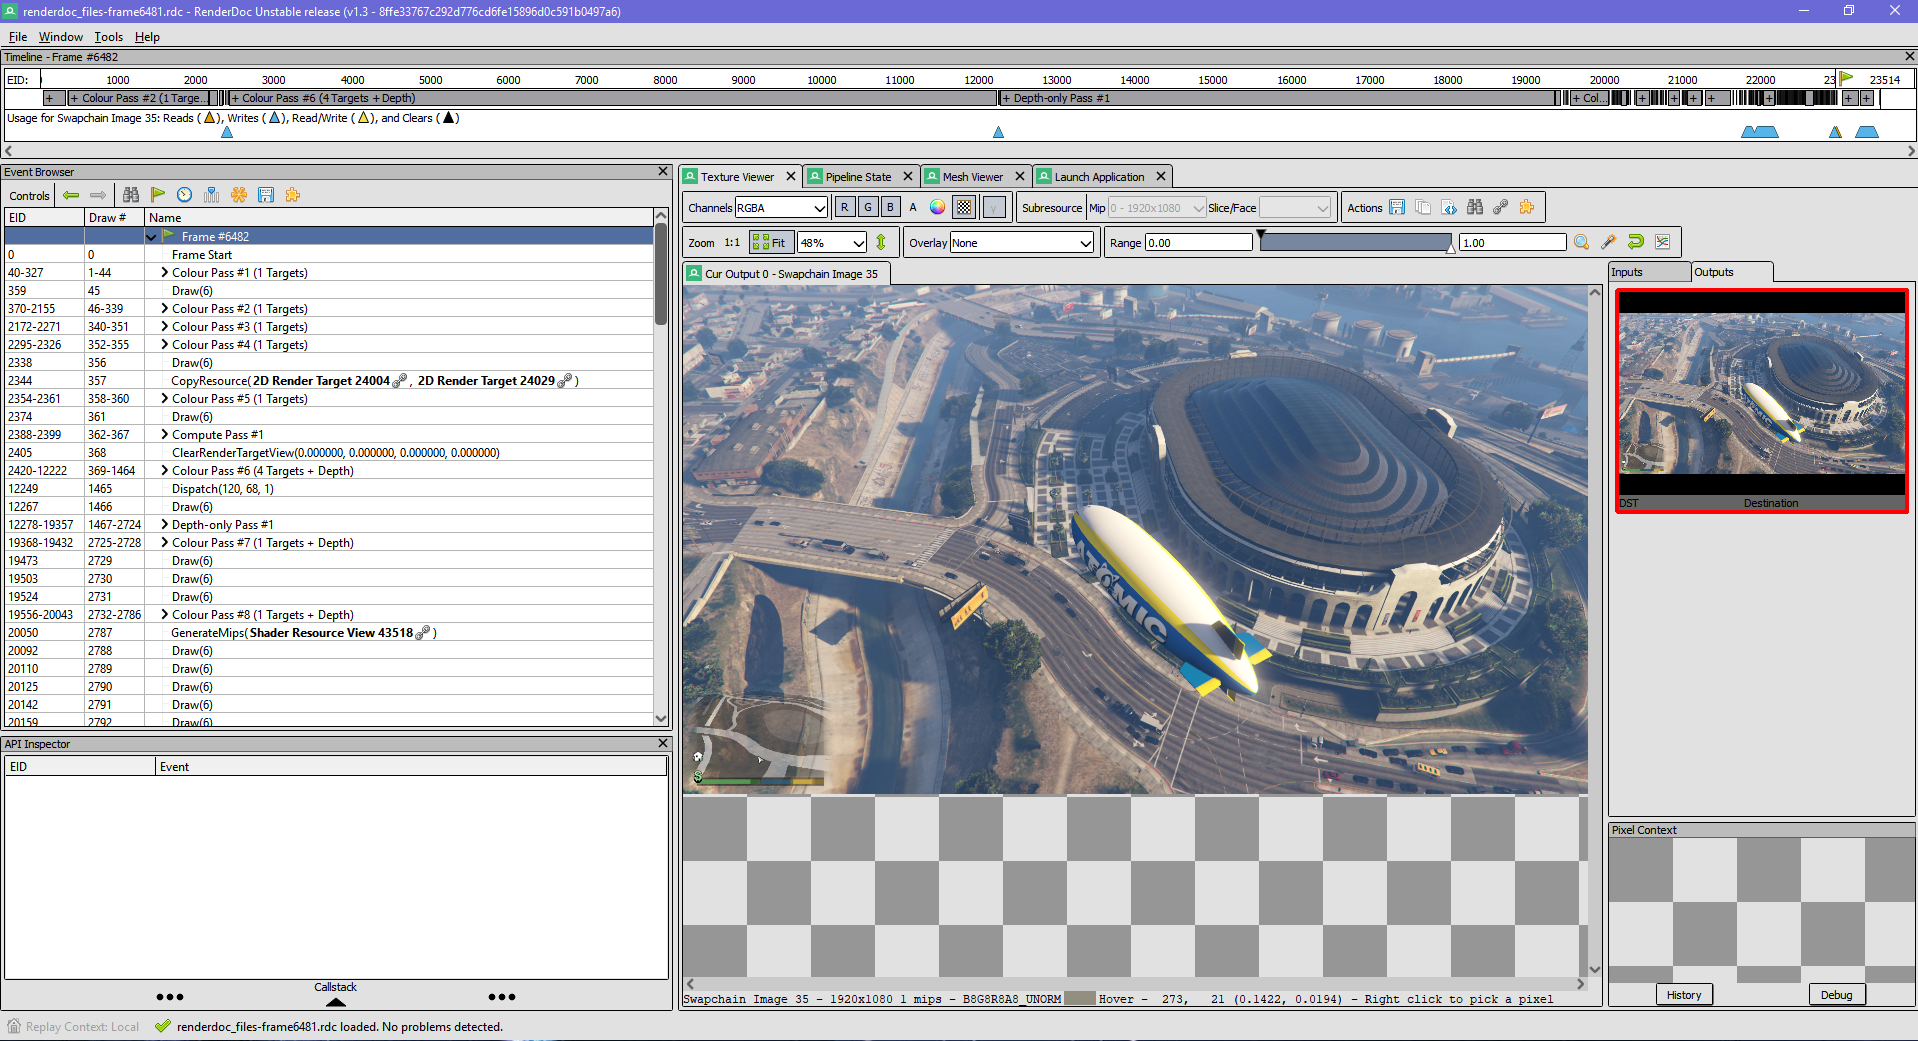 renderdoc_files-frame6481.rdc - RenderDoc Unstable release (v1.3 - 8ffe33767c292d776cd6fe15896d0c591b0497a6)
File Window Tools Help
Timeline - Frame #6482
EID: 1000 2000 3000 4000 5000 6000 7000 8000 9000 10000 11000 12000 13000 14000 15000 16000 17000 18000 19000 20000 21000 22000 23 23514
+ + Colour Pass #2 (1 Targe... + Colour Pass #6 (4 Targets + Depth) + Depth-only Pass #1 + Col... + + + + + + +
Usage for Swapchain Image 35: Reads ( ), Writes ( ), Read/Write ( ), and Clears ( )
Event Browser
Controls
EID Draw # Name
Frame #6482
0 0 Frame Start
40-327 1-44 Colour Pass #1 (1 Targets)
359 45 Draw(6)
370-2155 46-339 Colour Pass #2 (1 Targets)
2172-2271 340-351 Colour Pass #3 (1 Targets)
2295-2326 352-355 Colour Pass #4 (1 Targets)
2338 356 Draw(6)
2344 357 CopyResource( 2D Render Target 24004 , 2D Render Target 24029 )
2354-2361 358-360 Colour Pass #5 (1 Targets)
2374 361 Draw(6)
2388-2399 362-367 Compute Pass #1
2405 368 ClearRenderTargetView(0.000000, 0.000000, 0.000000, 0.000000)
2420-12222 369-1464 Colour Pass #6 (4 Targets + Depth)
12249 1465 Dispatch(120, 68, 1)
12267 1466 Draw(6)
12278-19357 1467-2724 Depth-only Pass #1
19368-19432 2725-2728 Colour Pass #7 (1 Targets + Depth)
19473 2729 Draw(6)
19503 2730 Draw(6)
19524 2731 Draw(6)
19556-20043 2732-2786 Colour Pass #8 (1 Targets + Depth)
20050 2787 GenerateMips( Shader Resource View 43518 )
20092 2788 Draw(6)
20110 2789 Draw(6)
20125 2790 Draw(6)
20142 2791 Draw(6)
20159 2792 Draw(6)
API Inspector
EID Event
Callstack
Texture Viewer Pipeline State Mesh Viewer Launch Application
Channels RGBA R G B A γ Subresource Mip 0 - 1920x1080 Slice/Face Actions
Zoom 1:1 Fit 48% Overlay None Range 0.00 1.00
Cur Output 0 - Swapchain Image 35
ATOMIC
Swapchain Image 35 - 1920x1080 1 mips - B8G8R8A8_UNORM Hover - 273, 21 (0.1422, 0.0194) - Right click to pick a pixel
Inputs Outputs
DST Destination
Pixel Context
History Debug
Replay Context: Local renderdoc_files-frame6481.rdc loaded. No problems detected.